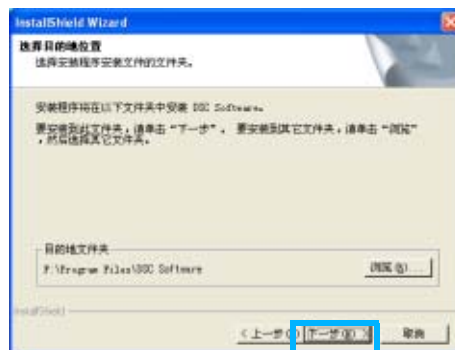 InstallShield Wizard
选择目的地位置
选择安装程序安装文件的文件夹。
安装程序将在以下文件夹中安装 DSC Software。
要安装到此文件夹，请单击“下一步”。 要安装到其它文件夹，请单击“浏览”
，然后选择其它文件夹。
目的地文件夹
F:\Program Files\DSC Software
浏览(R)...
InstallShield
<上一步(B) 下一步(N)> 取消